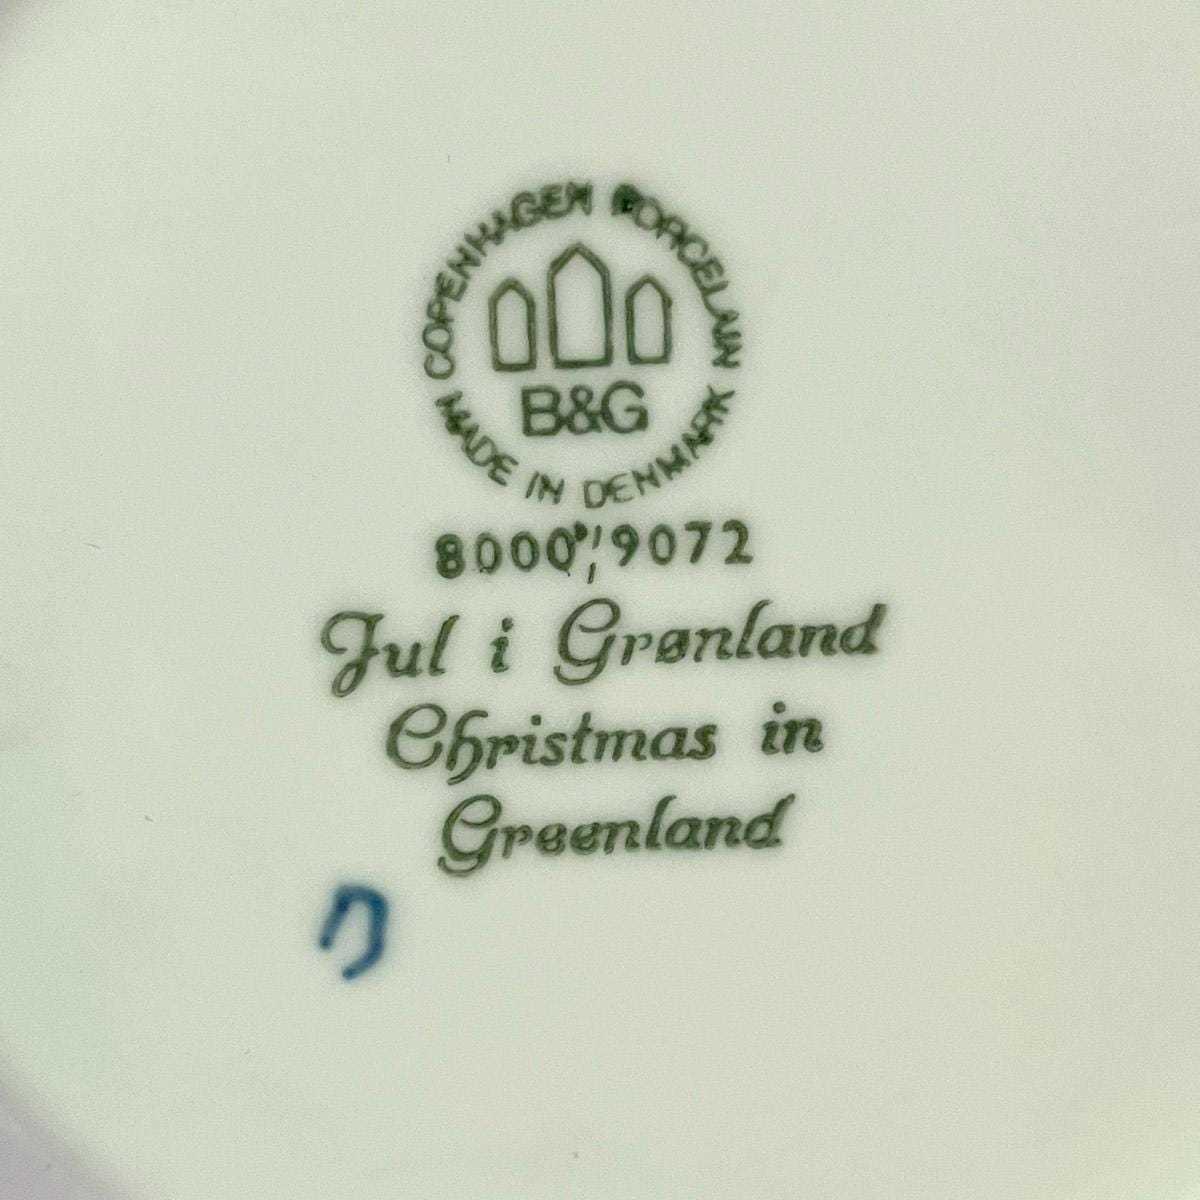 COPENHAGEN PORCELAIN
B&G
MADE IN DENMARK
8000/9072
Jul i Grønland
Christmas in
Greenland